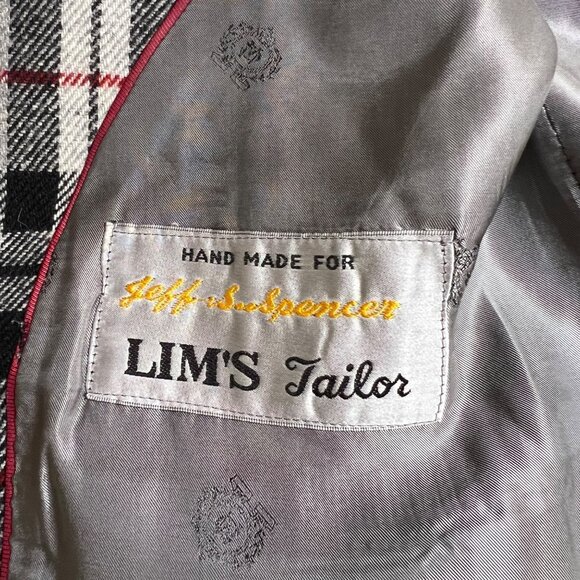 HAND MADE FOR
Jeff S. Spencer
LIM'S Tailor